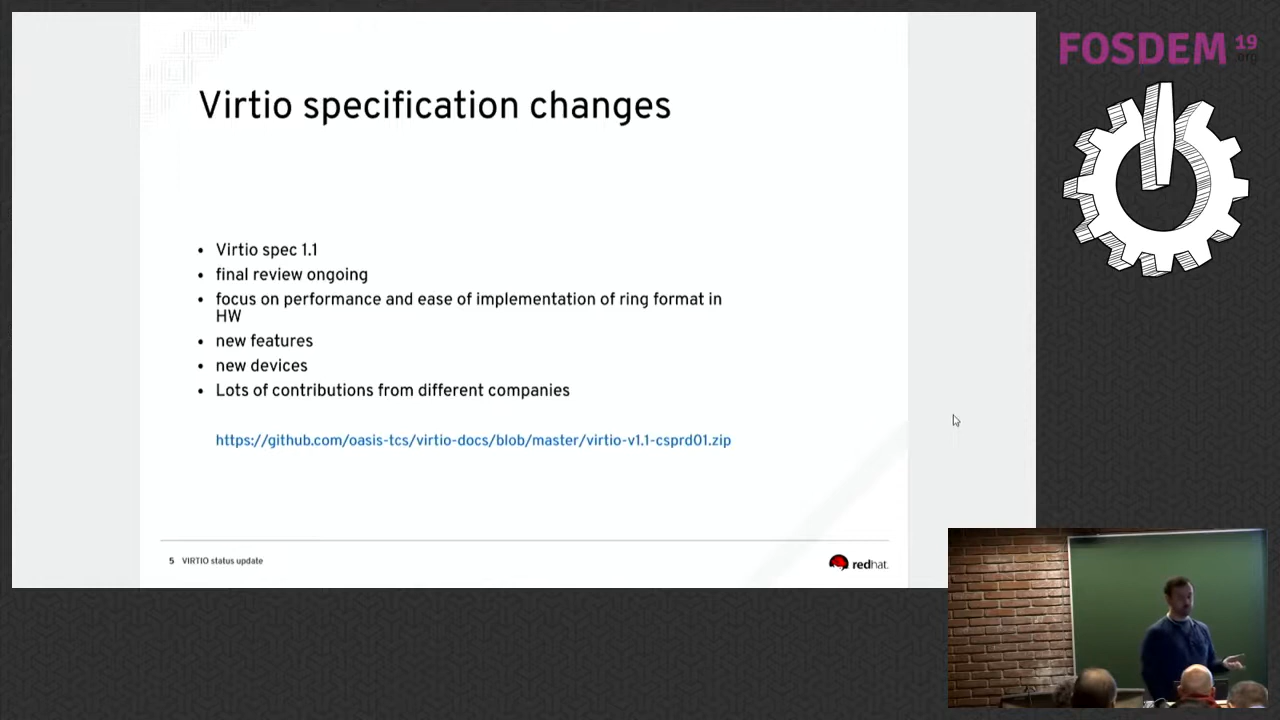 Virtio specification changes
• Virtio spec 1.1
• final review ongoing
• focus on performance and ease of implementation of ring format in
HW
• new features
• new devices
• Lots of contributions from different companies
https://github.com/oasis-tcs/virtio-docs/blob/master/virtio-v1.1-csprd01.zip
5 VIRTIO status update
redhat.
FOSDEM 19
.org